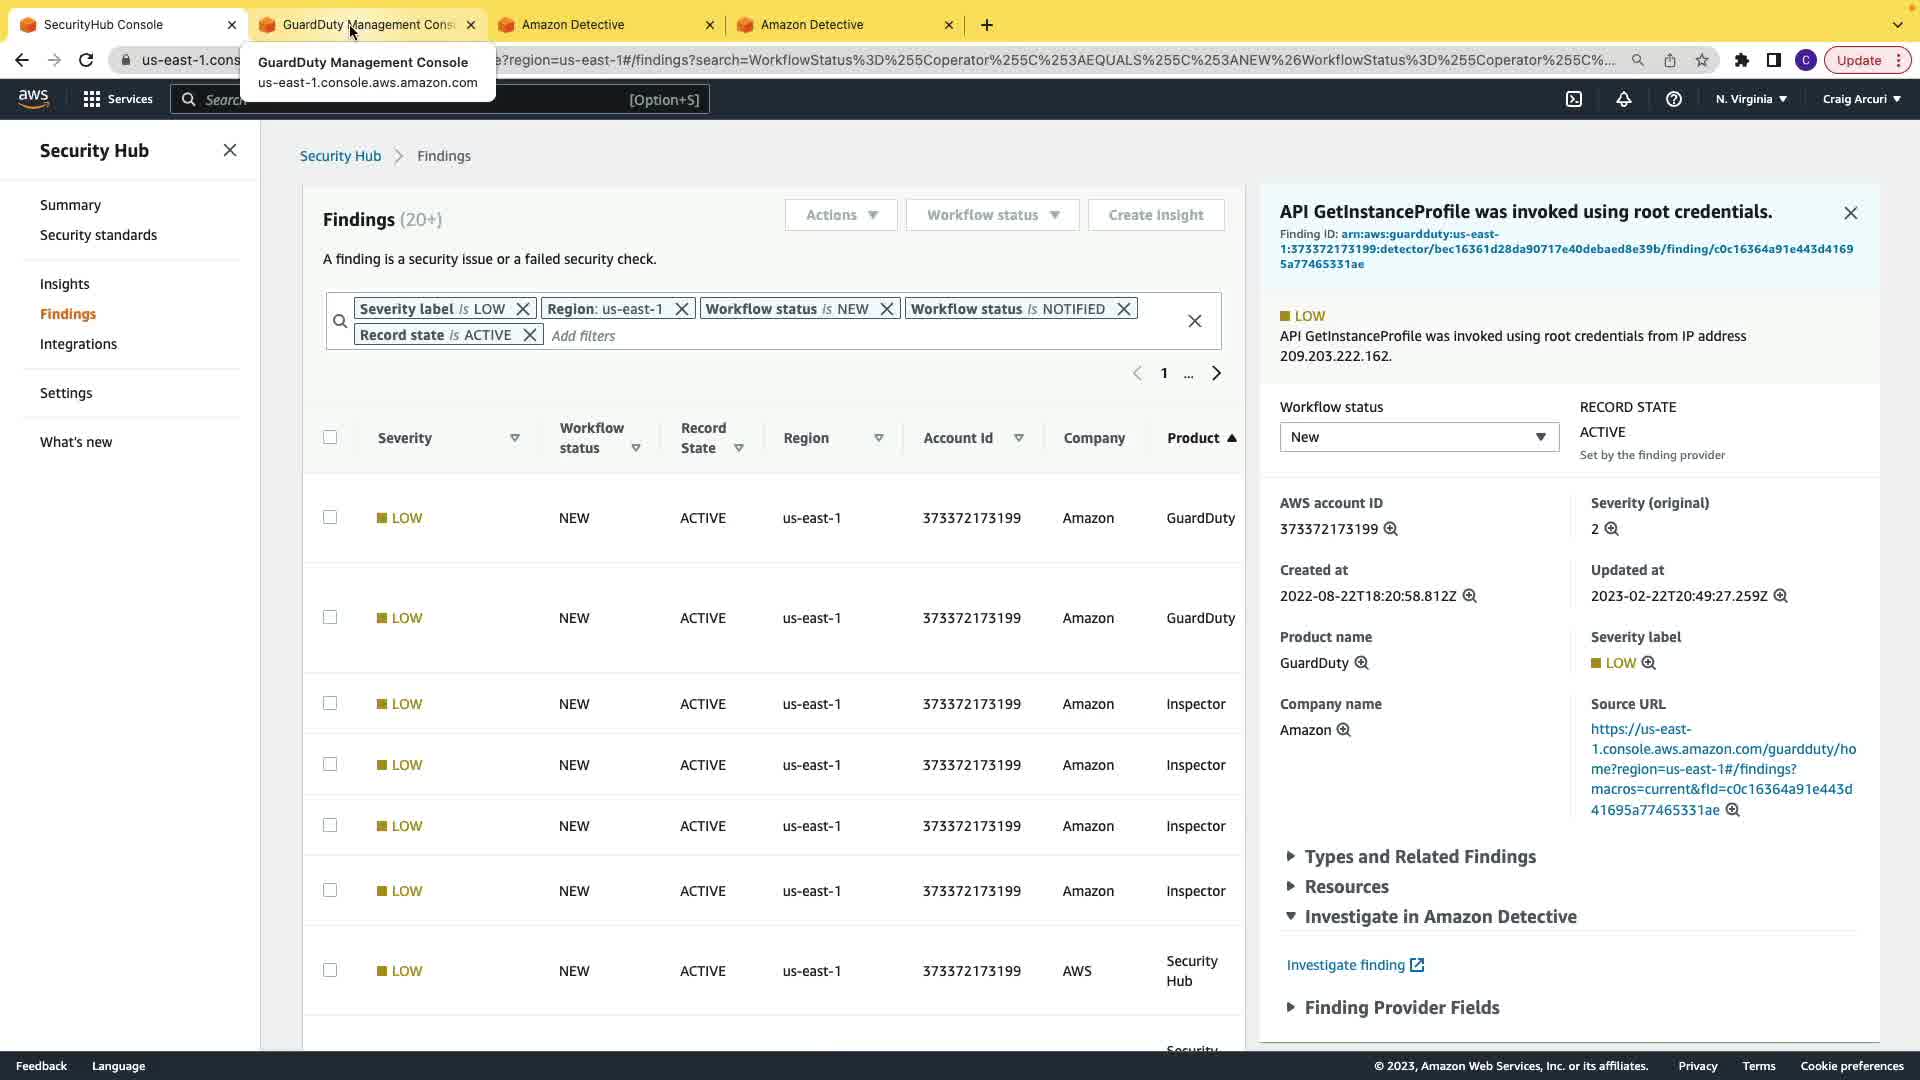 SecurityHub Console
GuardDuty Management Cons
Amazon Detective
Amazon Detective
us-east-1.cons
GuardDuty Management Console
us-east-1.console.aws.amazon.com
e?region=us-east-1#/findings?search=WorkflowStatus%3D%255Coperator%255C%253AEQUALS%255C%253ANEW%26WorkflowStatus%3D%255Coperator%255C%...
C
Update
aws
Services
Search
[Option+S]
N. Virginia
Craig Arcuri
Security Hub
Summary
Security standards
Insights
Findings
Integrations
Settings
What's new
Security Hub
Findings
Findings (20+)
Actions
Workflow status
Create insight
A finding is a security issue or a failed security check.
Severity label is LOW
Region: us-east-1
Workflow status is NEW
Workflow status is NOTIFIED
Record state is ACTIVE
Add filters
1 ...
Severity
Workflow status
Record State
Region
Account Id
Company
Product
LOW NEW ACTIVE us-east-1 373372173199 Amazon GuardDuty
LOW NEW ACTIVE us-east-1 373372173199 Amazon GuardDuty
LOW NEW ACTIVE us-east-1 373372173199 Amazon Inspector
LOW NEW ACTIVE us-east-1 373372173199 Amazon Inspector
LOW NEW ACTIVE us-east-1 373372173199 Amazon Inspector
LOW NEW ACTIVE us-east-1 373372173199 Amazon Inspector
LOW NEW ACTIVE us-east-1 373372173199 AWS Security Hub
Security
API GetInstanceProfile was invoked using root credentials.
Finding ID: arn:aws:guardduty:us-east-
1:373372173199:detector/bec16361d28da90717e40debaed8e39b/finding/c0c16364a91e443d4169
5a77465331ae
LOW
API GetInstanceProfile was invoked using root credentials from IP address
209.203.222.162.
Workflow status
New
RECORD STATE
ACTIVE
Set by the finding provider
AWS account ID
373372173199
Severity (original)
2
Created at
2022-08-22T18:20:58.812Z
Updated at
2023-02-22T20:49:27.259Z
Product name
GuardDuty
Severity label
LOW
Company name
Amazon
Source URL
https://us-east-
1.console.aws.amazon.com/guardduty/ho
me?region=us-east-1#/findings?
macros=current&fId=c0c16364a91e443d
41695a77465331ae
Types and Related Findings
Resources
Investigate in Amazon Detective
Investigate finding
Finding Provider Fields
Feedback
Language
© 2023, Amazon Web Services, Inc. or its affiliates.
Privacy
Terms
Cookie preferences